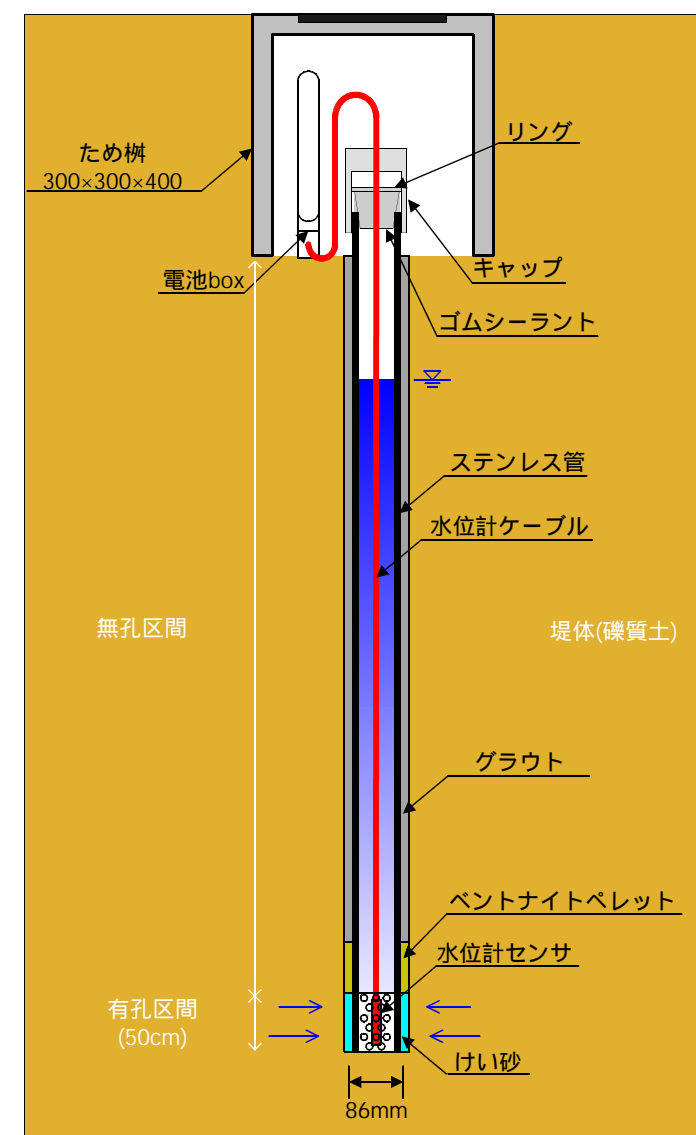 リング
ため桝
300×300×400
キャップ
電池box
ゴムシーラント
ステンレス管
水位計ケーブル
無孔区間
堤体(礫質土)
グラウト
ベントナイトペレット
水位計センサ
有孔区間
(50cm)
けい砂
86mm